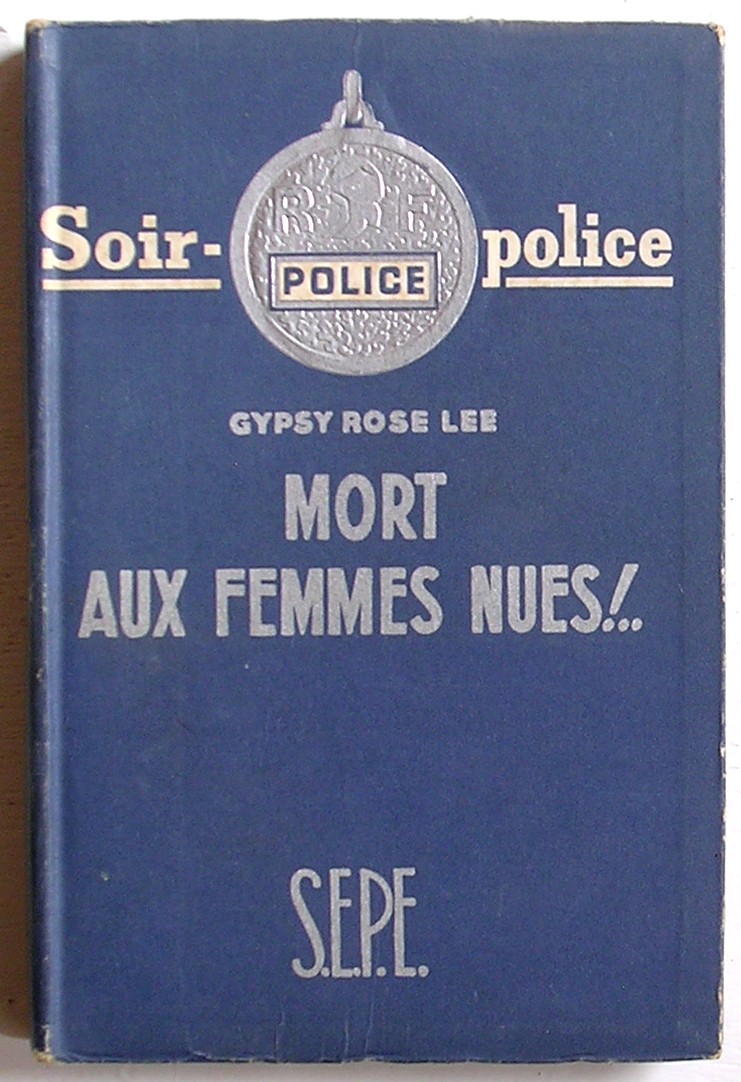 R F
Soir- police
POLICE
GYPSY ROSE LEE
MORT
AUX FEMMES NUES!..
S.E.P.E.